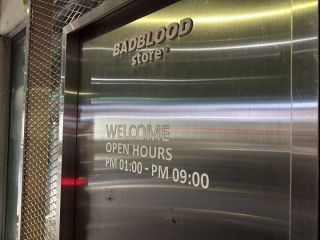 BADBLOOD
store
WELCOME
OPEN HOURS
PM 01:00 - PM 09:00